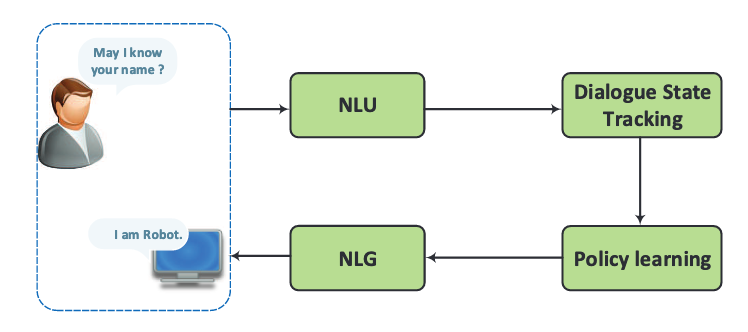 May I know
your name ?
NLU
Dialogue State
Tracking
I am Robot.
NLG
Policy learning